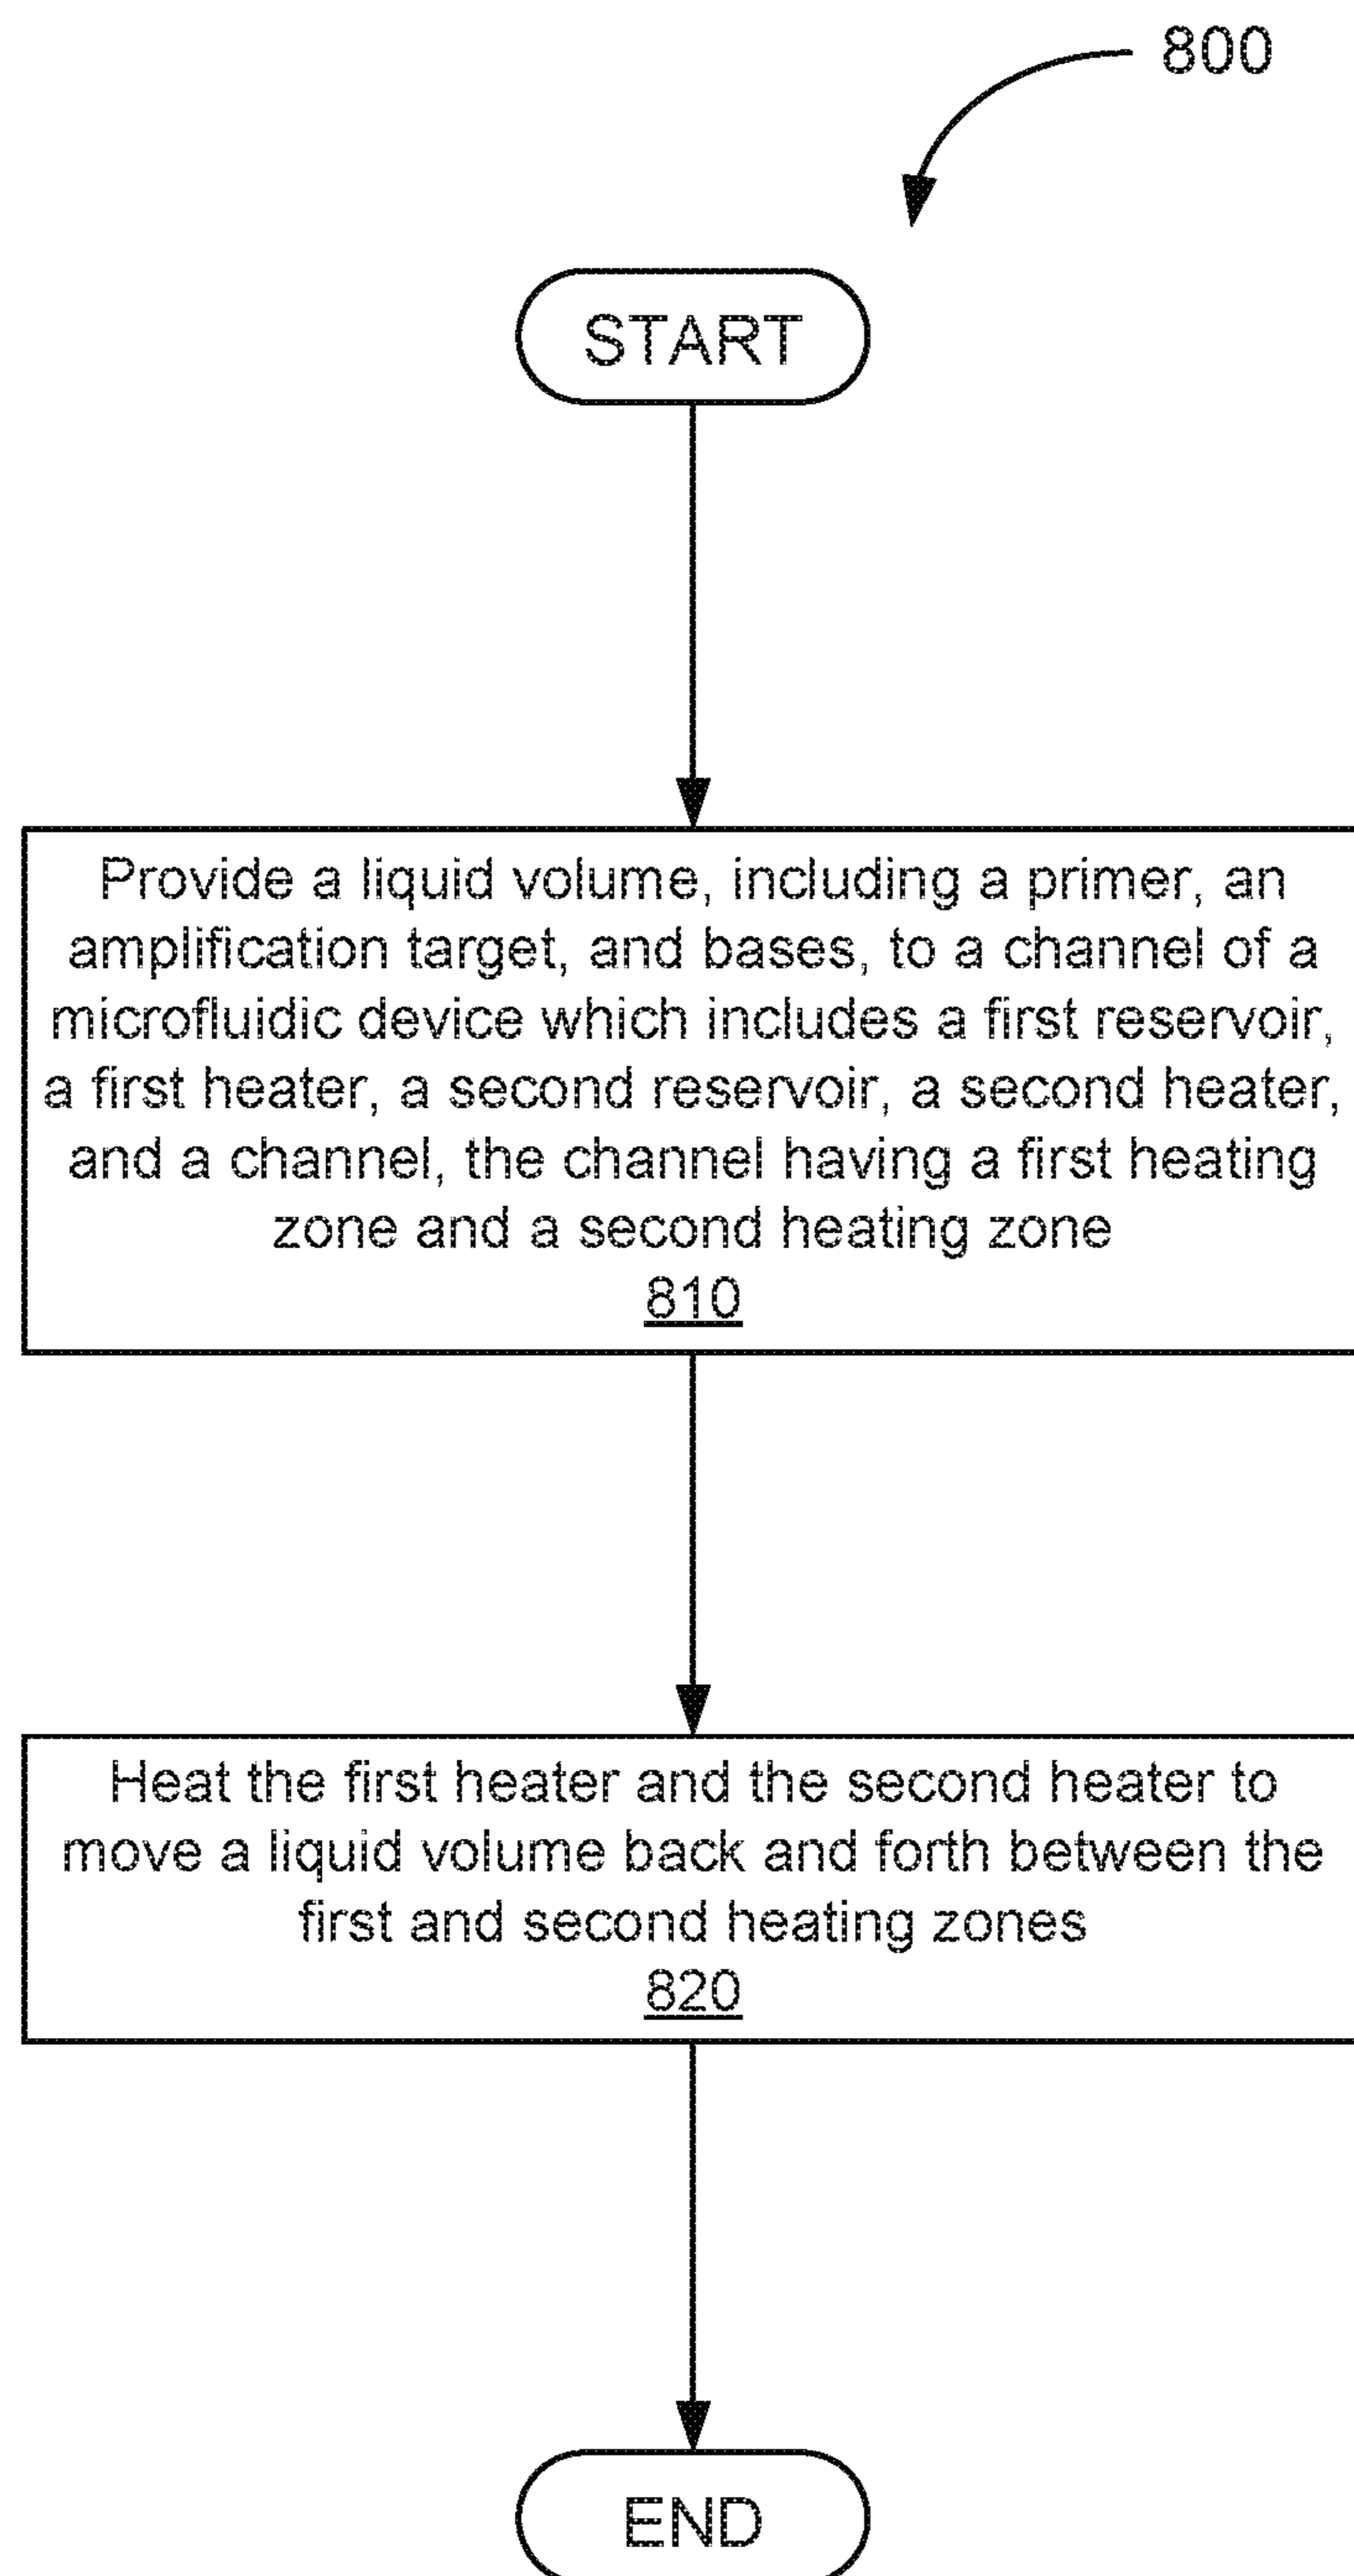 800
START
Provide a liquid volume, including a primer, an
amplification target, and bases, to a channel of a
microfluidic device which includes a first reservoir,
a first heater, a second reservoir, a second heater,
and a channel, the channel having a first heating
zone and a second heating zone
810
Heat the first heater and the second heater to
move a liquid volume back and forth between the
first and second heating zones
820
END